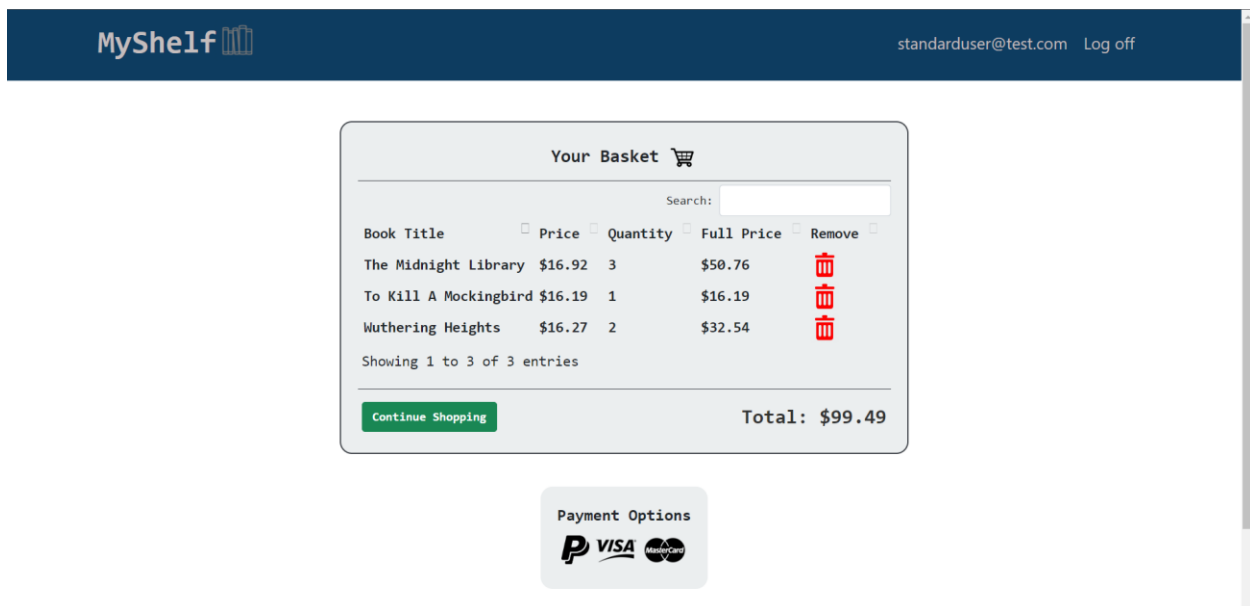 MyShelf
standarduser@test.com Log off
Your Basket
Search:
Book Title Price Quantity Full Price Remove
The Midnight Library $16.92 3 $50.76
To Kill A Mockingbird $16.19 1 $16.19
Wuthering Heights $16.27 2 $32.54
Showing 1 to 3 of 3 entries
Continue Shopping Total: $99.49
Payment Options
P VISA MasterCard